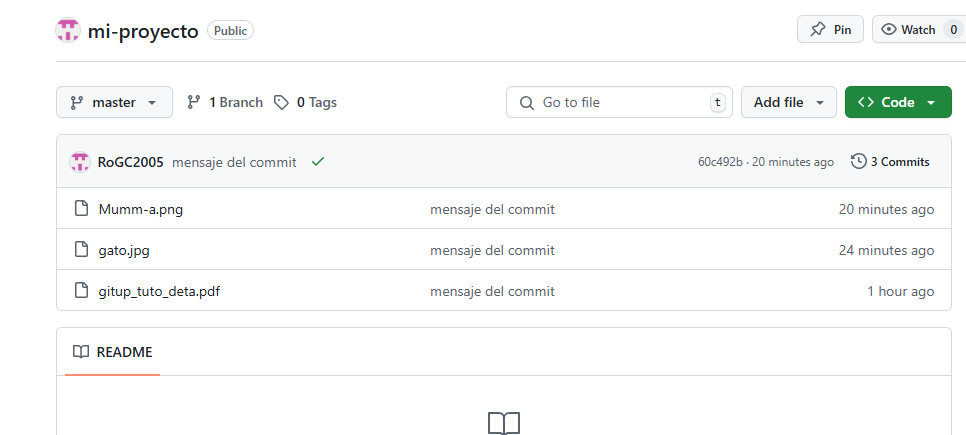 mi-proyecto Public Pin Watch 0
master 1 Branch 0 Tags Go to file t Add file Code
RoGC2005 mensaje del commit 60c492b · 20 minutes ago 3 Commits
Mumm-a.png mensaje del commit 20 minutes ago
gato.jpg mensaje del commit 24 minutes ago
gitup_tuto_deta.pdf mensaje del commit 1 hour ago
README